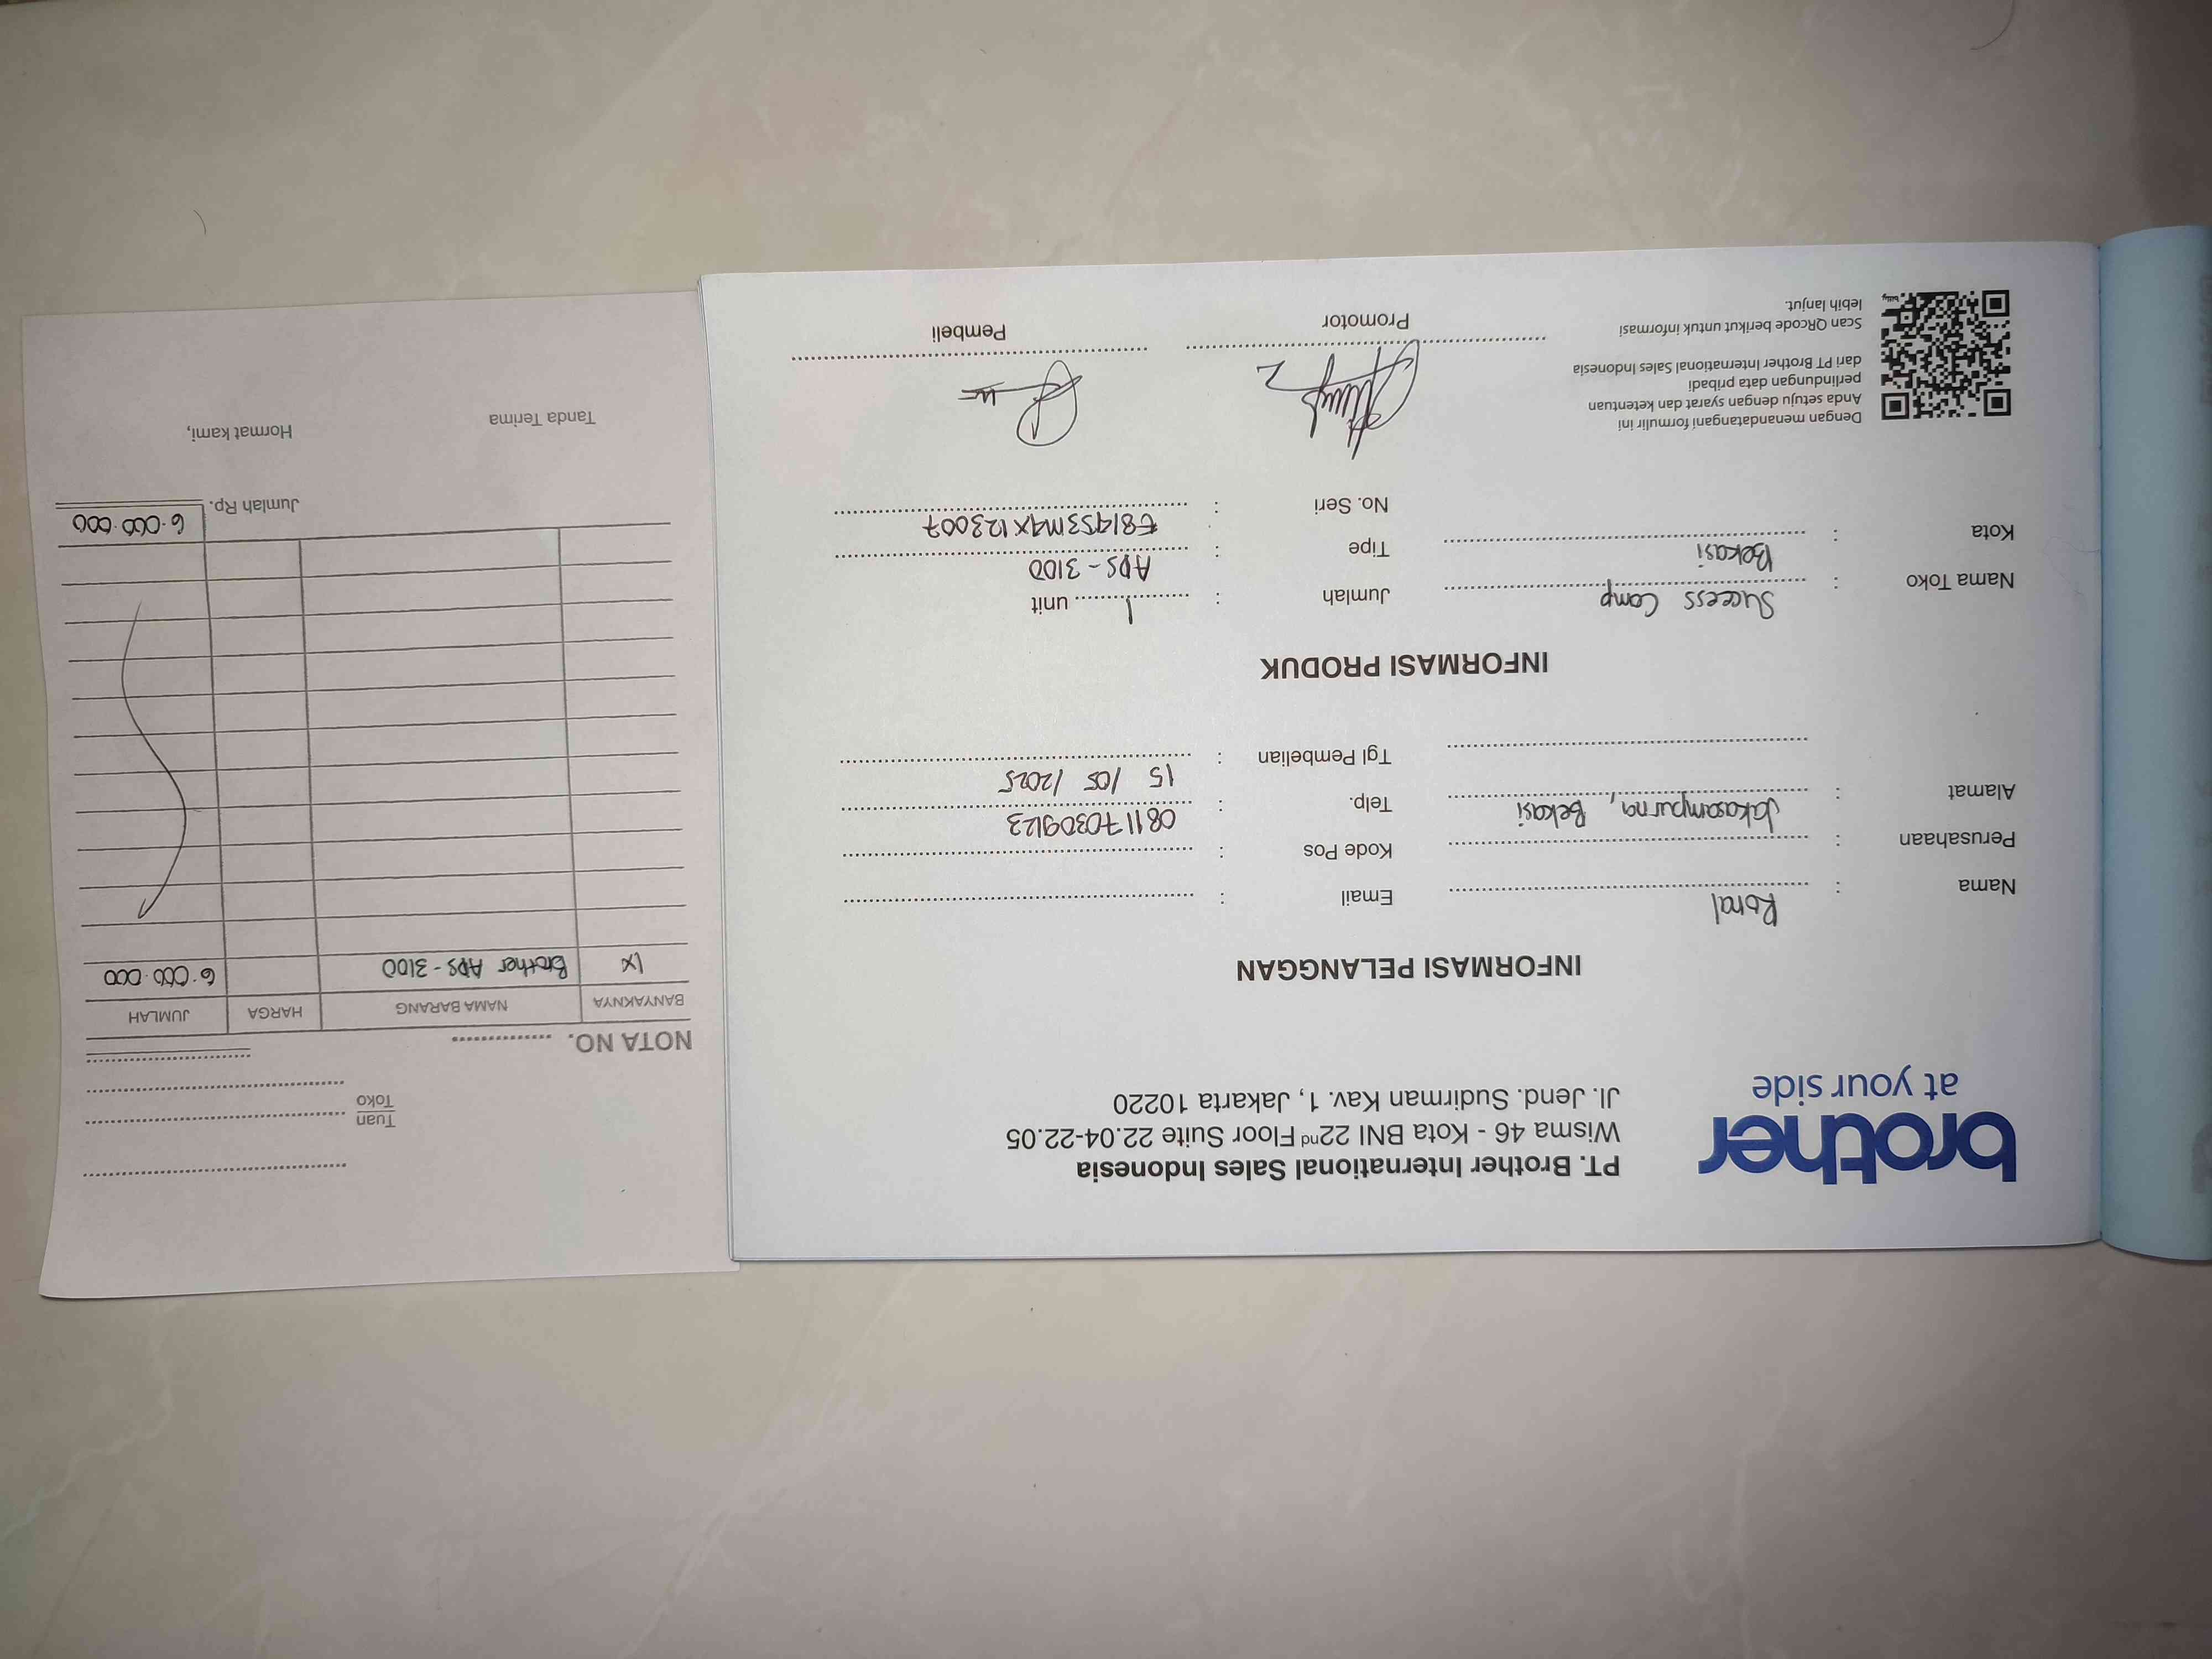 brother
at your side
PT. Brother International Sales Indonesia
Wisma 46 - Kota BNI 22nd Floor Suite 22.04-22.05
Jl. Jend. Sudirman Kav. 1, Jakarta 10220
INFORMASI PELANGGAN
Nama : Ronal
Perusahaan :
Alamat : Jakasampurna, Bekasi
Email :
Kode Pos :
Telp. : 081170309123
Tgl Pembelian : 15 /05 /2025
INFORMASI PRODUK
Nama Toko : Success Comp
Kota : Bekasi
Jumlah : 1 unit
Tipe : ADS - 3100
No. Seri : E81953M4X123007
Dengan menandatangani formulir ini
Anda setuju dengan syarat dan ketentuan
perlindungan data pribadi
dari PT Brother International Sales Indonesia
Scan QRcode berikut untuk informasi
lebih lanjut.
Promotor
Pembeli
Tuan
Toko
NOTA NO.
BANYAKNYA NAMA BARANG HARGA JUMLAH
1x Brother ADS - 3100 6.000.000
Jumlah Rp. 6.000.000
Tanda Terima
Hormat kami,